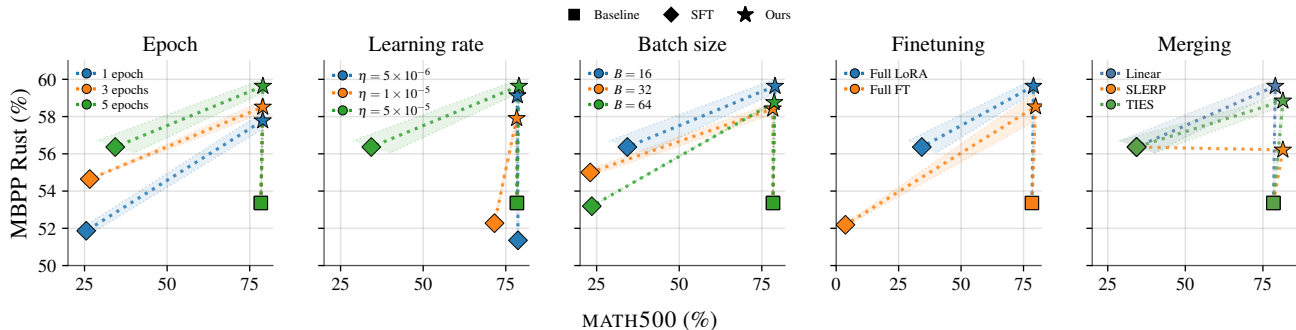 Baseline SFT Ours
Epoch Learning rate Batch size Finetuning Merging
MBPP Rust (%)
60
58
56
54
52
50
1 epoch
3 epochs
5 epochs
25 50 75
η = 5 × 10⁻⁶
η = 1 × 10⁻⁵
η = 5 × 10⁻⁵
25 50 75
B = 16
B = 32
B = 64
25 50 75
Full LoRA
Full FT
0 25 50 75
Linear
SLERP
TIES
25 50 75
MATH500 (%)